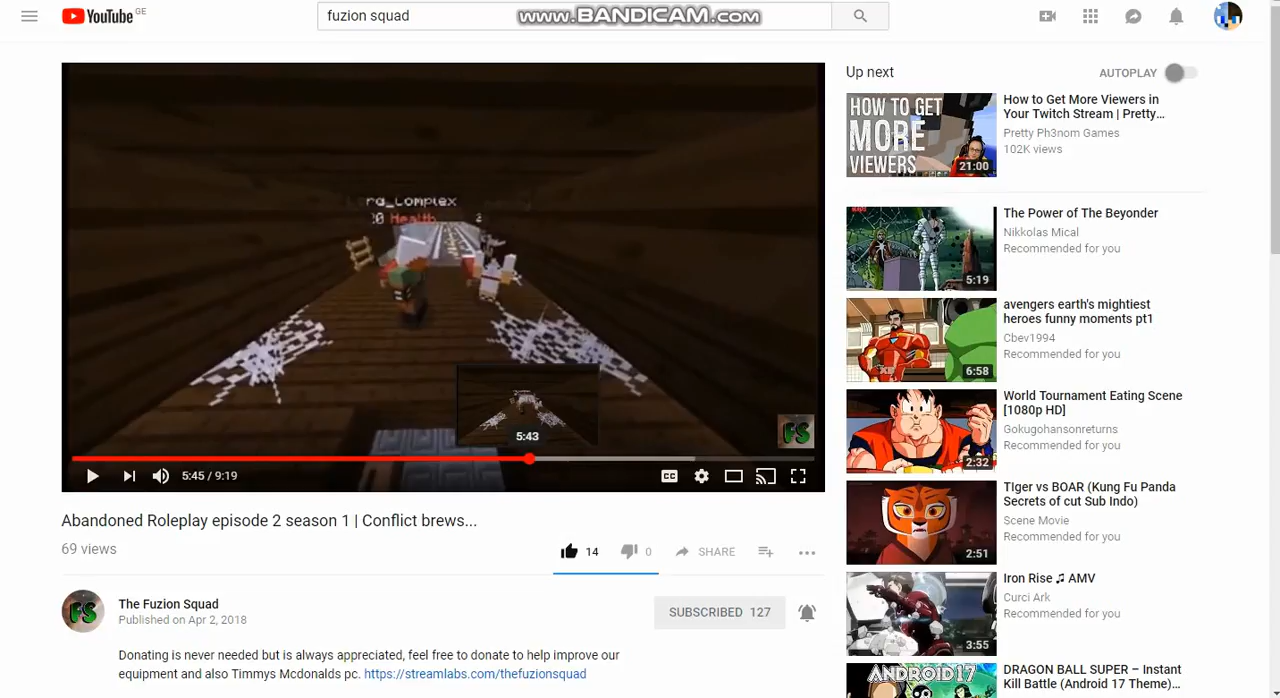 YouTube GE
fuzion squad
www.BANDICAM.com
Up next
AUTOPLAY
HOW TO GET
MORE
VIEWERS
21:00
How to Get More Viewers in
Your Twitch Stream | Pretty…
Pretty Ph3nom Games
102K views
5:19
The Power of The Beyonder
Nikkolas Mical
Recommended for you
6:58
avengers earth's mightiest
heroes funny moments pt1
Cbev1994
Recommended for you
2:32
World Tournament Eating Scene
[1080p HD]
Gokugohansonreturns
Recommended for you
2:51
TIger vs BOAR (Kung Fu Panda
Secrets of cut Sub Indo)
Scene Movie
Recommended for you
3:55
Iron Rise ♫ AMV
Curci Ark
Recommended for you
ANDROID17
DRAGON BALL SUPER – Instant
Kill Battle (Android 17 Theme)…
Health
5:43
FS
5:45 / 9:19
CC
Abandoned Roleplay episode 2 season 1 | Conflict brews...
69 views
14
0
SHARE
FS
The Fuzion Squad
Published on Apr 2, 2018
SUBSCRIBED 127
Donating is never needed but is always appreciated, feel free to donate to help improve our
equipment and also Timmys Mcdonalds pc. https://streamlabs.com/thefuzionsquad